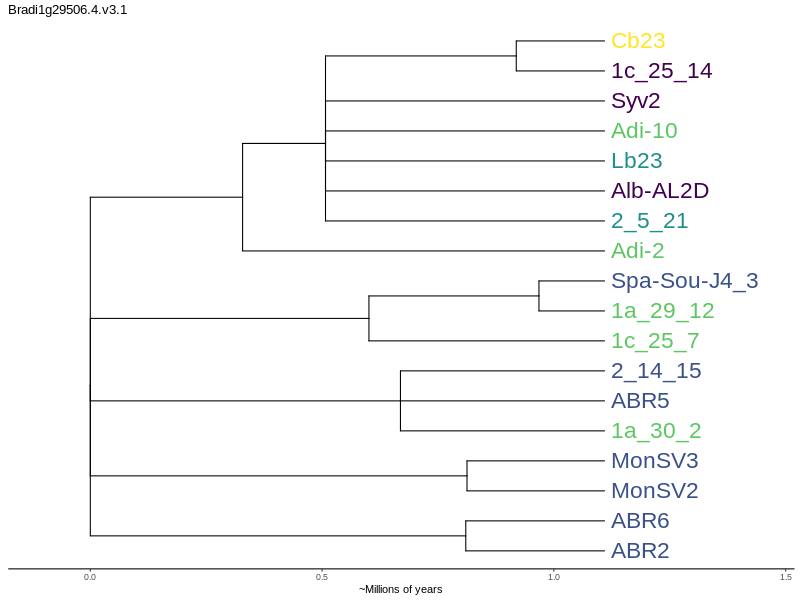 Bradi1g29506.4.v3.1
Cb23
1c_25_14
Syv2
Adi-10
Lb23
Alb-AL2D
2_5_21
Adi-2
Spa-Sou-J4_3
1a_29_12
1c_25_7
2_14_15
ABR5
1a_30_2
MonSV3
MonSV2
ABR6
ABR2
0.0 0.5 1.0 1.5
~Millions of years